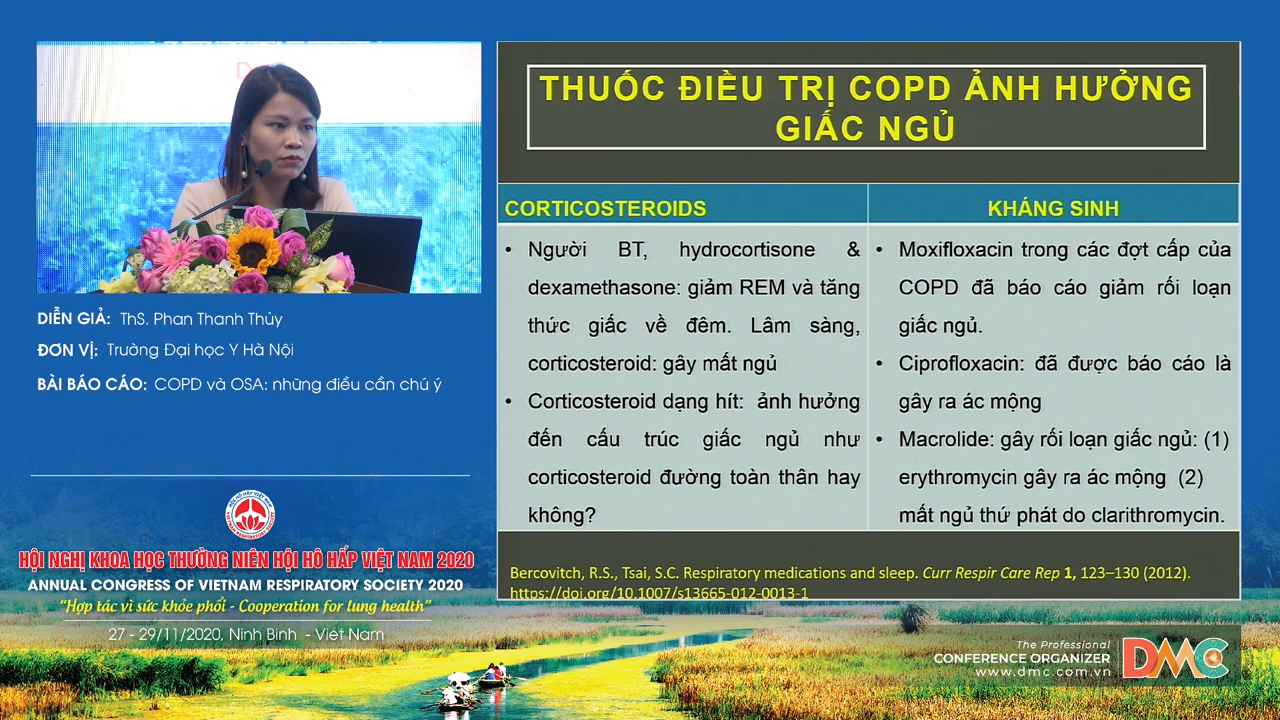 DIỄN GIẢ: ThS. Phan Thanh Thủy
ĐƠN VỊ: Trường Đại học Y Hà Nội
BÀI BÁO CÁO: COPD và OSA: những điều cần chú ý
HỘI NGHỊ KHOA HỌC THƯỜNG NIÊN HỘI HÔ HẤP VIỆT NAM 2020
ANNUAL CONGRESS OF VIETNAM RESPIRATORY SOCIETY 2020
“Hợp tác vì sức khỏe phổi - Cooperation for lung health”
27 - 29/11/2020, Ninh Bình - Việt Nam
THUỐC ĐIỀU TRỊ COPD ẢNH HƯỞNG
GIẤC NGỦ
CORTICOSTEROIDS
• Người BT, hydrocortisone &
dexamethasone: giảm REM và tăng
thức giấc về đêm. Lâm sàng,
corticosteroid: gây mất ngủ
• Corticosteroid dạng hít: ảnh hưởng
đến cấu trúc giấc ngủ như
corticosteroid đường toàn thân hay
không?
KHÁNG SINH
• Moxifloxacin trong các đợt cấp của
COPD đã báo cáo giảm rối loạn
giấc ngủ.
• Ciprofloxacin: đã được báo cáo là
gây ra ác mộng
• Macrolide: gây rối loạn giấc ngủ: (1)
erythromycin gây ra ác mộng (2)
mất ngủ thứ phát do clarithromycin.
Bercovitch, R.S., Tsai, S.C. Respiratory medications and sleep. Curr Respir Care Rep 1, 123–130 (2012).
https://doi.org/10.1007/s13665-012-0013-1
The Professional
CONFERENCE ORGANIZER
www.dmc.com.vn
DMC